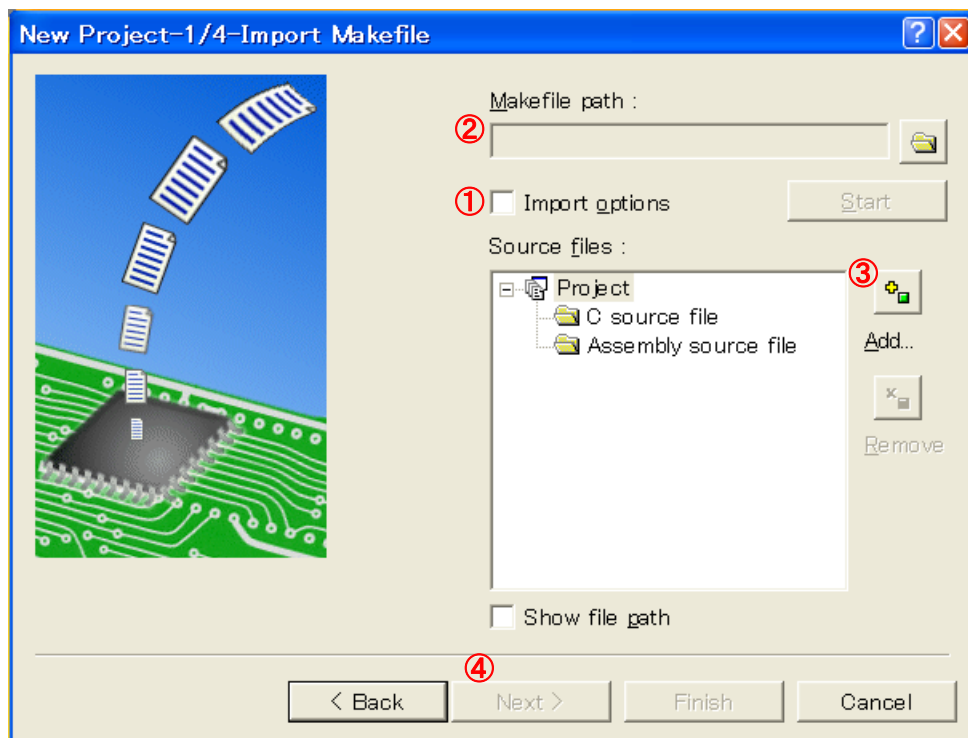 New Project-1/4-Import Makefile
Makefile path :
②
① Import options Start
Source files :
③
Project
C source file
Assembly source file
Add...
Remove
Show file path
④
< Back Next > Finish Cancel